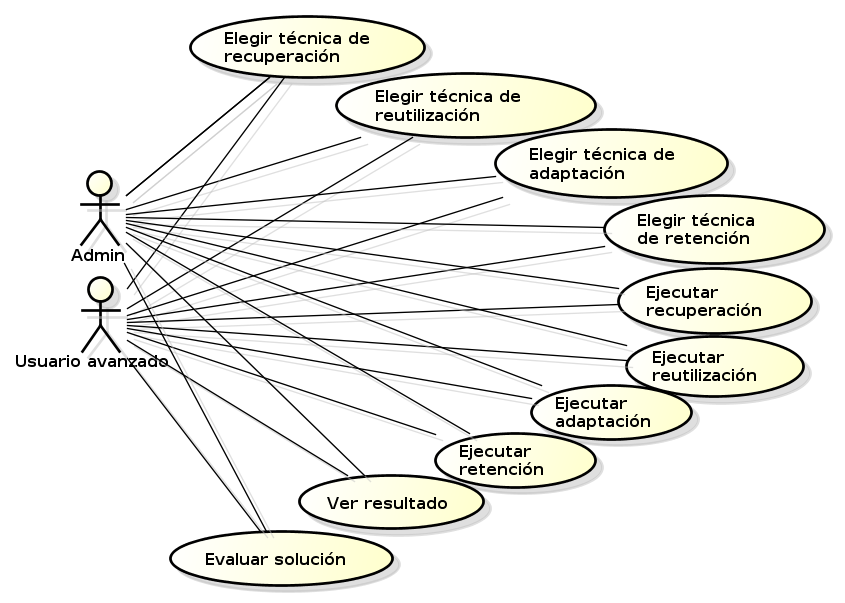 Elegir técnica de
recuperación
Elegir técnica de
reutilización
Elegir técnica de
adaptación
Elegir técnica
de retención
Admin
Ejecutar
recuperación
Usuario avanzado
Ejecutar
reutilización
Ejecutar
adaptación
Ejecutar
retención
Ver resultado
Evaluar solución